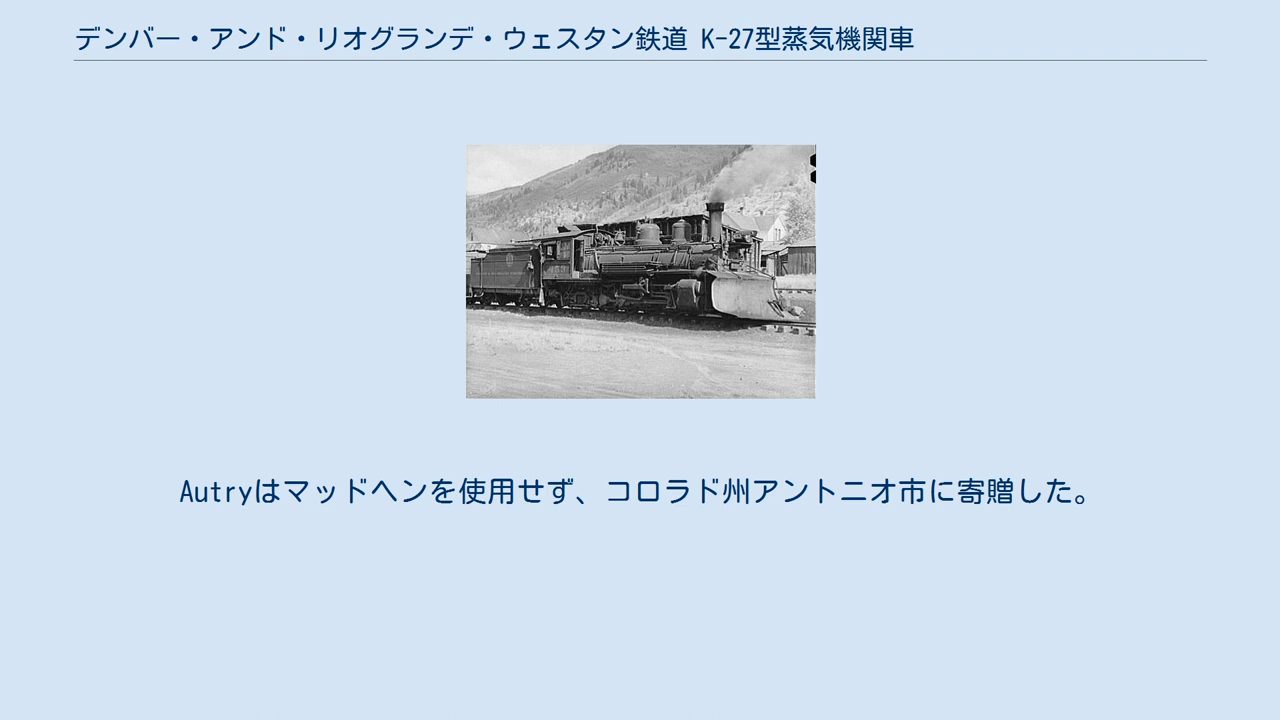 デンバー・アンド・リオグランデ・ウェスタン鉄道 K-27型蒸気機関車
Autryはマッドヘンを使用せず、コロラド州アントニオ市に寄贈した。